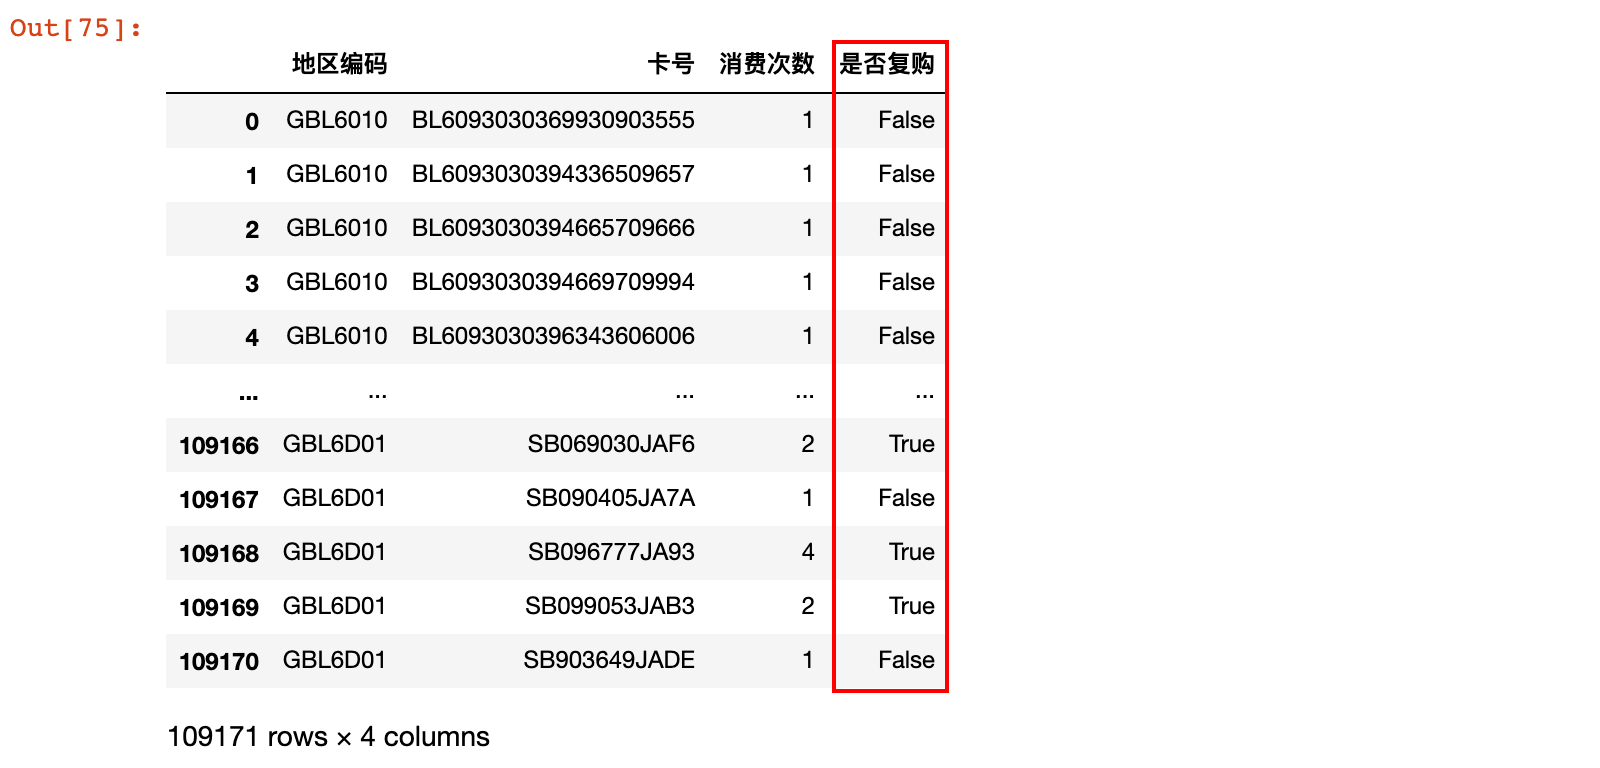 Out[75]:
地区编码 卡号 消费次数 是否复购
0 GBL6010 BL6093030369930903555 1 False
1 GBL6010 BL6093030394336509657 1 False
2 GBL6010 BL6093030394665709666 1 False
3 GBL6010 BL6093030394669709994 1 False
4 GBL6010 BL6093030396343606006 1 False
... ... ... ... ...
109166 GBL6D01 SB069030JAF6 2 True
109167 GBL6D01 SB090405JA7A 1 False
109168 GBL6D01 SB096777JA93 4 True
109169 GBL6D01 SB099053JAB3 2 True
109170 GBL6D01 SB903649JADE 1 False
109171 rows × 4 columns